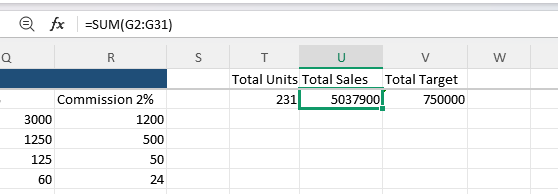 fx =SUM(G2:G31)
Q R S T U V W
Total Units Total Sales Total Target
Commission 2% 231 5037900 750000
3000 1200
1250 500
125 50
60 24